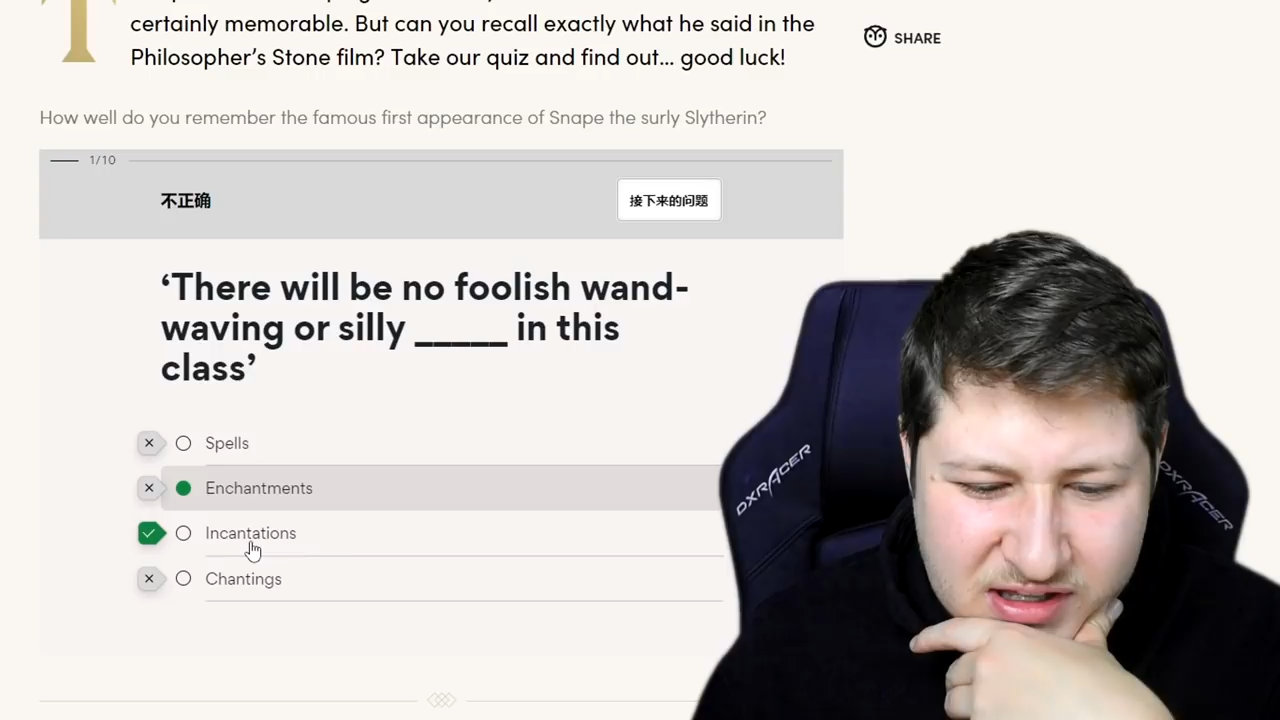 T
certainly memorable. But can you recall exactly what he said in the
Philosopher's Stone film? Take our quiz and find out... good luck!
SHARE
How well do you remember the famous first appearance of Snape the surly Slytherin?
1/10
不正确
接下来的问题
‘There will be no foolish wand-
waving or silly _____ in this
class’
Spells
Enchantments
Incantations
Chantings
DXRACER
DXRACER